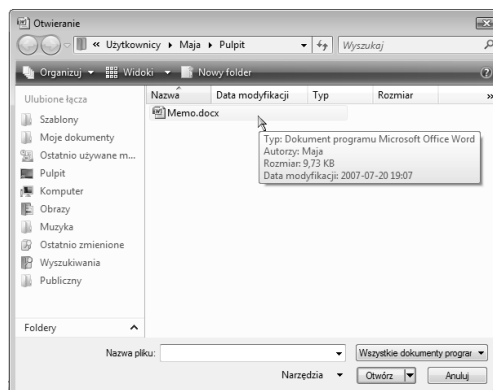 Otwieranie
« Użytkownicy ▸ Maja ▸ Pulpit
Wyszukaj
Organizuj Widoki Nowy folder
Ulubione łącza
Szablony
Moje dokumenty
Ostatnio używane m...
Pulpit
Komputer
Obrazy
Muzyka
Ostatnio zmienione
Wyszukiwania
Publiczny
Foldery
Nazwa Data modyfikacji Typ Rozmiar »
Memo.docx
Typ: Dokument programu Microsoft Office Word
Autorzy: Maja
Rozmiar: 9,73 KB
Data modyfikacji: 2007-07-20 19:07
Nazwa pliku:
Wszystkie dokumenty program
Narzędzia Otwórz Anuluj